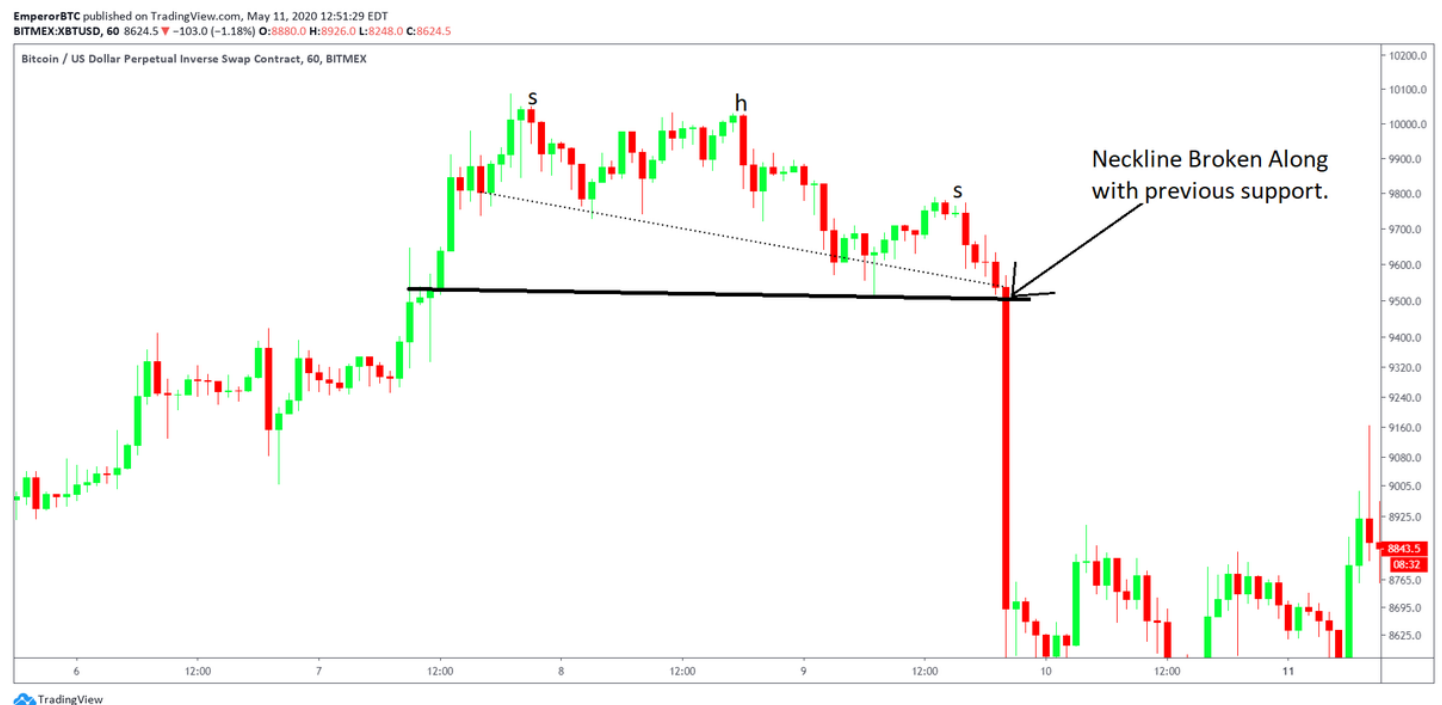 EmperorBTC published on TradingView.com, May 11, 2020 12:51:29 EDT
BITMEX:XBTUSD, 60 8624.5 ▼ −103.0 (−1.18%) O:8880.0 H:8926.0 L:8248.0 C:8624.5
Bitcoin / US Dollar Perpetual Inverse Swap Contract, 60, BITMEX
s
h
s
Neckline Broken Along
with previous support.
10200.0
10100.0
10000.0
9900.0
9800.0
9700.0
9600.0
9500.0
9400.0
9320.0
9240.0
9160.0
9080.0
9005.0
8925.0
8843.5
08:32
8765.0
8695.0
8625.0
6 12:00 7 12:00 8 12:00 9 12:00 10 12:00 11
TradingView